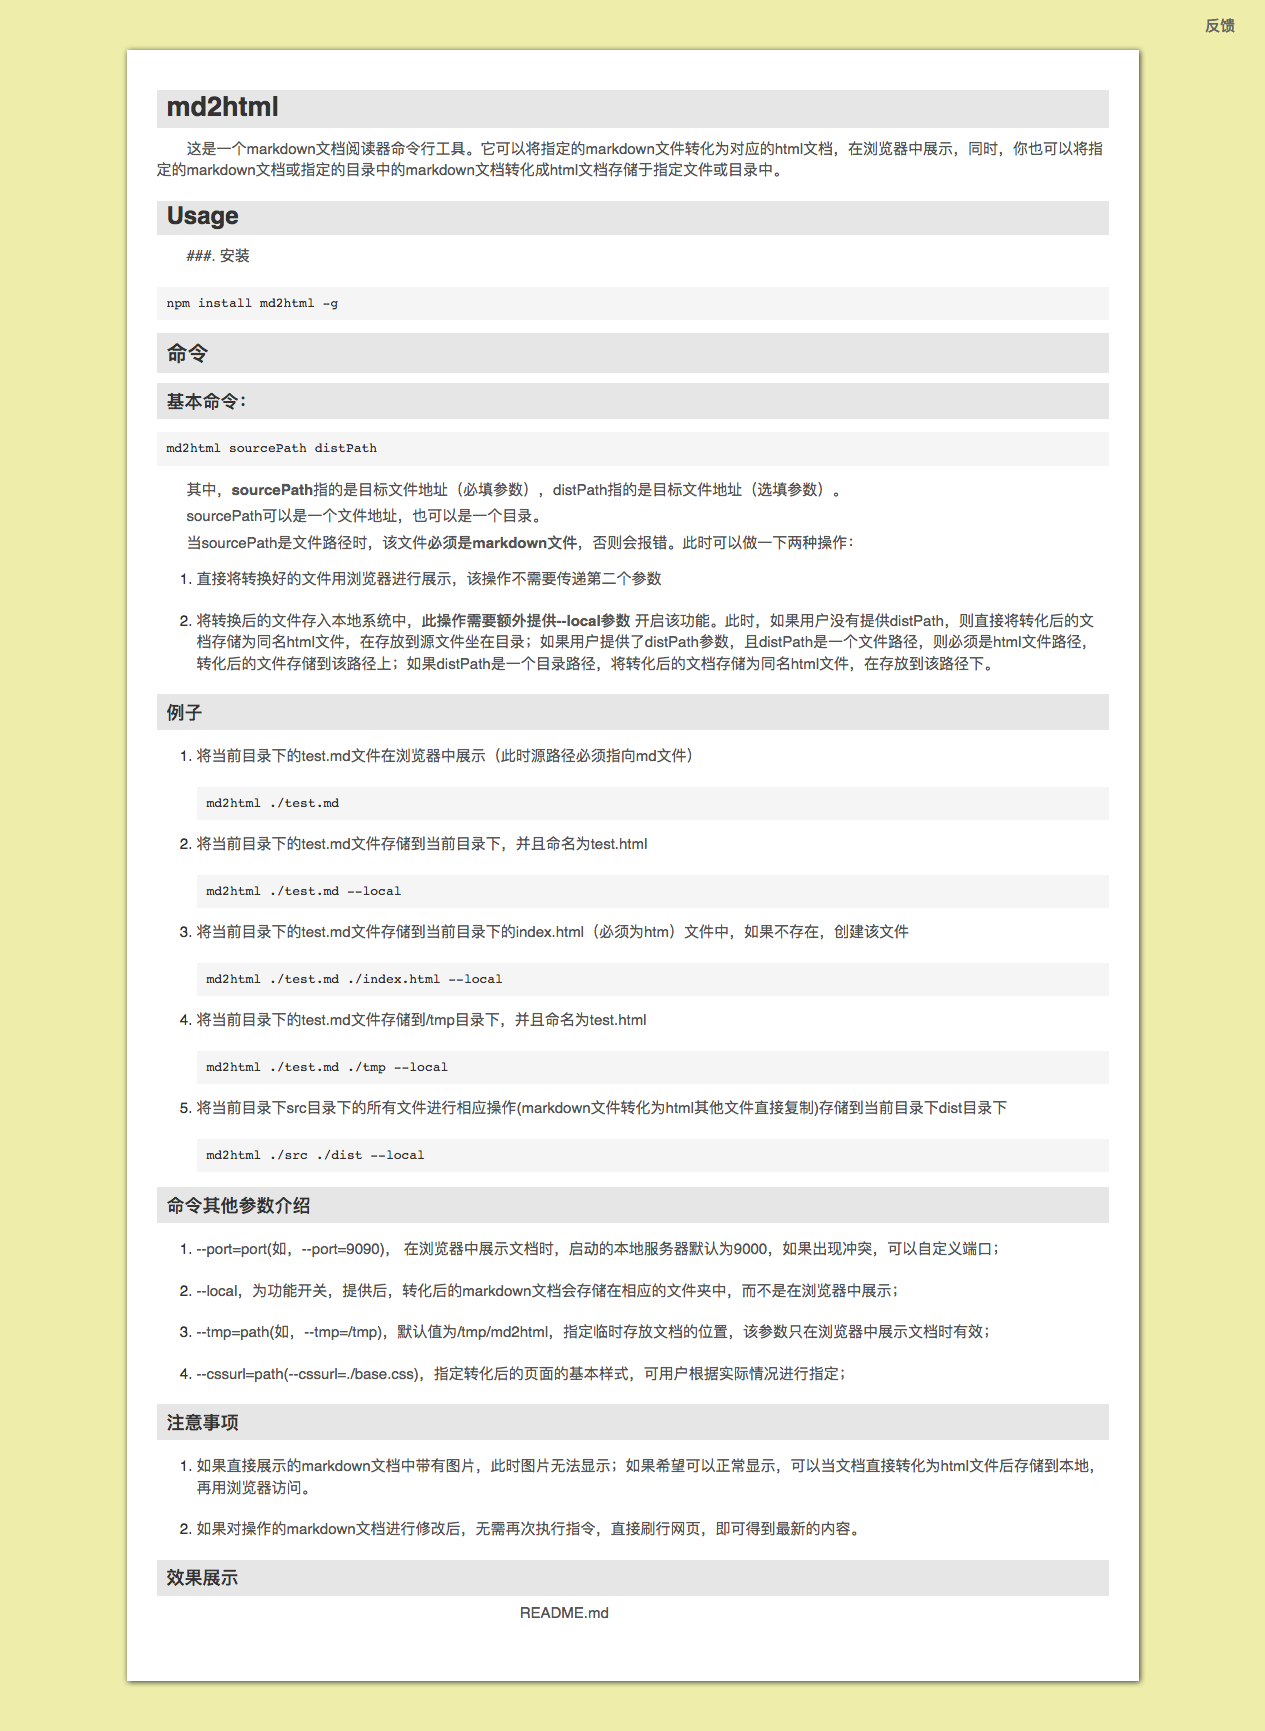 反馈
md2html
这是一个markdown文档阅读器命令行工具。它可以将指定的markdown文件转化为对应的html文档，在浏览器中展示，同时，你也可以将指
定的markdown文档或指定的目录中的markdown文档转化成html文档存储于指定文件或目录中。
Usage
###. 安装
npm install md2html -g
命令
基本命令：
md2html sourcePath distPath
其中，sourcePath指的是目标文件地址（必填参数）, distPath指的是目标文件地址（选填参数）。
sourcePath可以是一个文件地址，也可以是一个目录。
当sourcePath是文件路径时，该文件必须是markdown文件，否则会报错。此时可以做一下两种操作：
1. 直接将转换好的文件用浏览器进行展示，该操作不需要传递第二个参数
2. 将转换后的文件存入本地系统中，此操作需要额外提供--local参数 开启该功能。此时，如果用户没有提供distPath，则直接将转化后的文
档存储为同名html文件，在存放到源文件坐在目录；如果用户提供了distPath参数，且distPath是一个文件路径，则必须是html文件路径，
转化后的文件存储到该路径上；如果distPath是一个目录路径，将转化后的文档存储为同名html文件，在存放到该路径下。
例子
1. 将当前目录下的test.md文件在浏览器中展示（此时源路径必须指向md文件）
md2html ./test.md
2. 将当前目录下的test.md文件存储到当前目录下，并且命名为test.html
md2html ./test.md --local
3. 将当前目录下的test.md文件存储到当前目录下的index.html（必须为htm）文件中，如果不存在，创建该文件
md2html ./test.md ./index.html --local
4. 将当前目录下的test.md文件存储到/tmp目录下，并且命名为test.html
md2html ./test.md ./tmp --local
5. 将当前目录下src目录下的所有文件进行相应操作(markdown文件转化为html其他文件直接复制)存储到当前目录下dist目录下
md2html ./src ./dist --local
命令其他参数介绍
1. --port=port(如，--port=9090)， 在浏览器中展示文档时，启动的本地服务器默认为9000，如果出现冲突，可以自定义端口；
2. --local，为功能开关，提供后，转化后的markdown文档会存储在相应的文件夹中，而不是在浏览器中展示；
3. --tmp=path(如，--tmp=/tmp)，默认值为/tmp/md2html，指定临时存放文档的位置，该参数只在浏览器中展示文档时有效；
4. --cssurl=path(--cssurl=./base.css)，指定转化后的页面的基本样式，可用户根据实际情况进行指定；
注意事项
1. 如果直接展示的markdown文档中带有图片，此时图片无法显示；如果希望可以正常显示，可以当文档直接转化为html文件后存储到本地，
再用浏览器访问。
2. 如果对操作的markdown文档进行修改后，无需再次执行指令，直接刷行网页，即可得到最新的内容。
效果展示
README.md